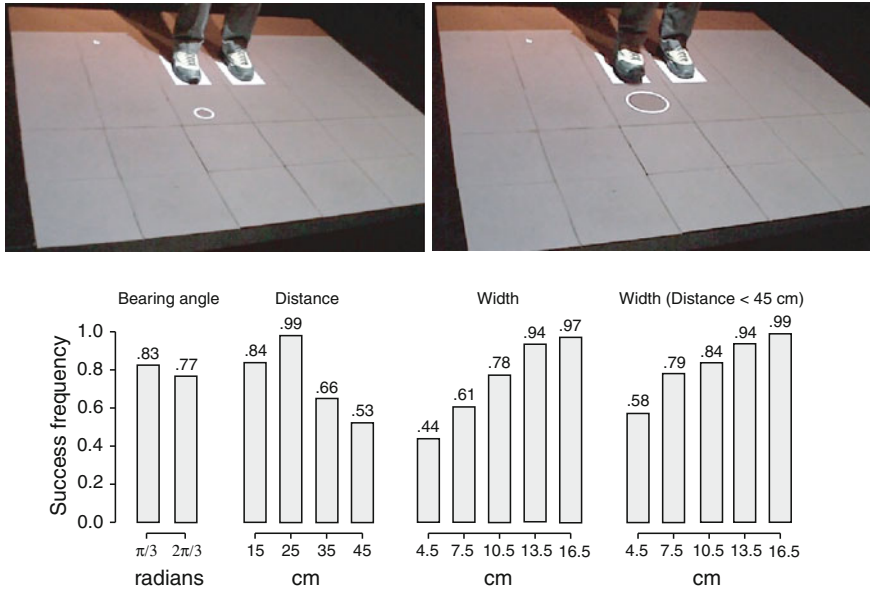 Bearing angle Distance Width Width (Distance < 45 cm)
Success frequency
1.0
0.8
0.6
0.4
0.2
0.0
.83 .77
.84 .99 .66 .53
.44 .61 .78 .94 .97
.58 .79 .84 .94 .99
π/3 2π/3 15 25 35 45 4.5 7.5 10.5 13.5 16.5 4.5 7.5 10.5 13.5 16.5
radians cm cm cm